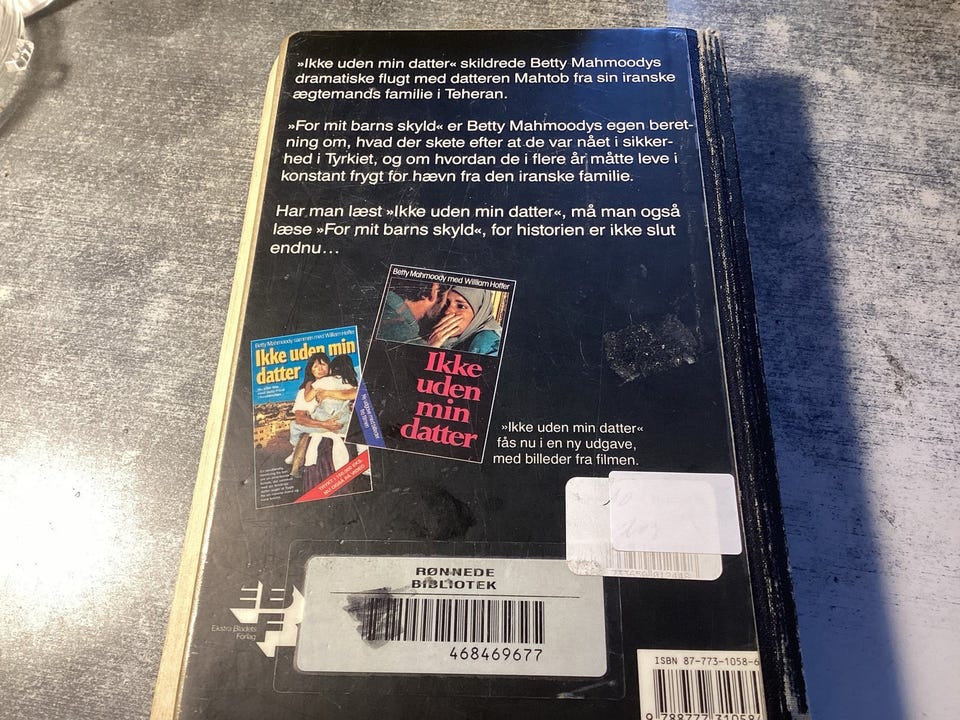 »Ikke uden min datter« skildrede Betty Mahmoodys
dramatiske flugt med datteren Mahtob fra sin iranske
ægtemands familie i Teheran.
»For mit barns skyld« er Betty Mahmoodys egen beret-
ning om, hvad der skete efter at de var nået i sikker-
hed i Tyrkiet, og om hvordan de i flere år måtte leve i
konstant frygt for hævn fra den iranske familie.
Har man læst »Ikke uden min datter«, må man også
læse »For mit barns skyld«, for historien er ikke slut
endnu...
Betty Mahmoody med William Hoffer
Ikke
uden
min
datter
Betty Mahmoody sammen med William Hoffer
Ikke uden min
datter
»Ikke uden min datter«
fås nu i en ny udgave,
med billeder fra filmen.
RØNNEDE
BIBLIOTEK
468469677
EB
F
Ekstra Bladets
Forlag
ISBN 87-773-1058-6
9 788777 310584